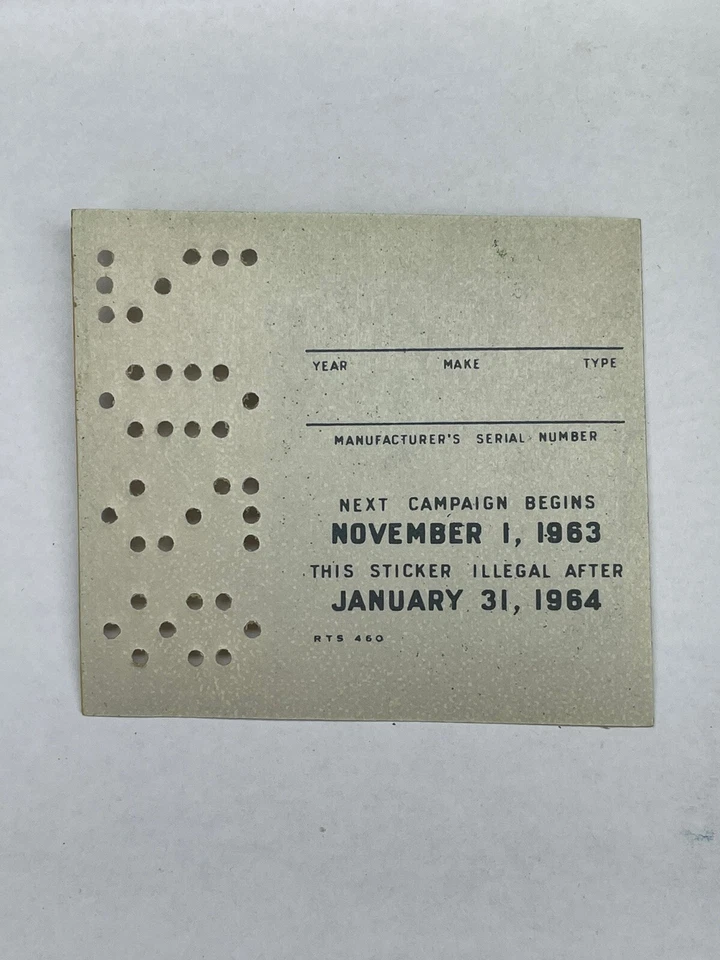 7028
YEAR MAKE TYPE
MANUFACTURER'S SERIAL NUMBER
NEXT CAMPAIGN BEGINS
NOVEMBER 1, 1963
THIS STICKER ILLEGAL AFTER
JANUARY 31, 1964
RTS 460